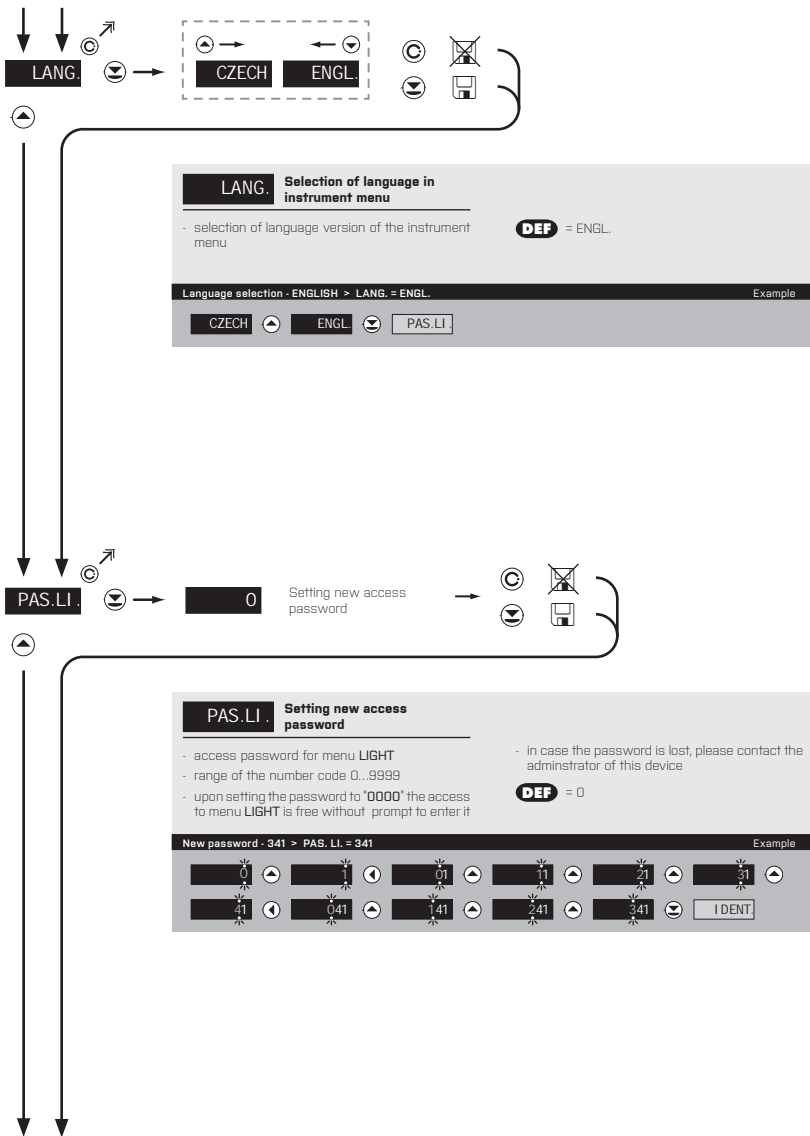 LANG.
CZECH ENGL.
LANG. Selection of language in
instrument menu
- selection of language version of the instrument
menu
DEF = ENGL.
Language selection - ENGLISH > LANG. = ENGL. Example
CZECH ENGL. PAS.LI.
PAS.LI. 0 Setting new access
password
PAS.LI. Setting new access
password
- access password for menu LIGHT
- range of the number code 0...9999
- upon setting the password to "0000" the access
to menu LIGHT is free without prompt to enter it
- in case the password is lost, please contact the
adminstrator of this device
DEF = 0
New password - 341 > PAS. LI. = 341 Example
0 1 01 11 21 31
41 041 141 241 341 IDENT.